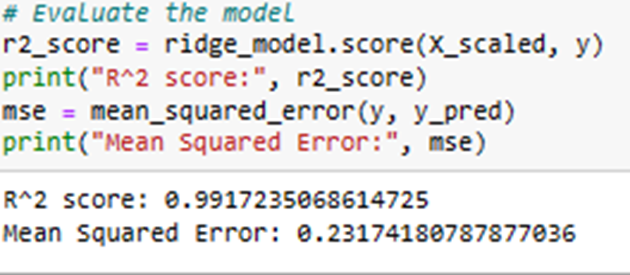 # Evaluate the model
r2_score = ridge_model.score(X_scaled, y)
print("R^2 score:", r2_score)
mse = mean_squared_error(y, y_pred)
print("Mean Squared Error:", mse)
R^2 score: 0.9917235068614725
Mean Squared Error: 0.23174180787877036